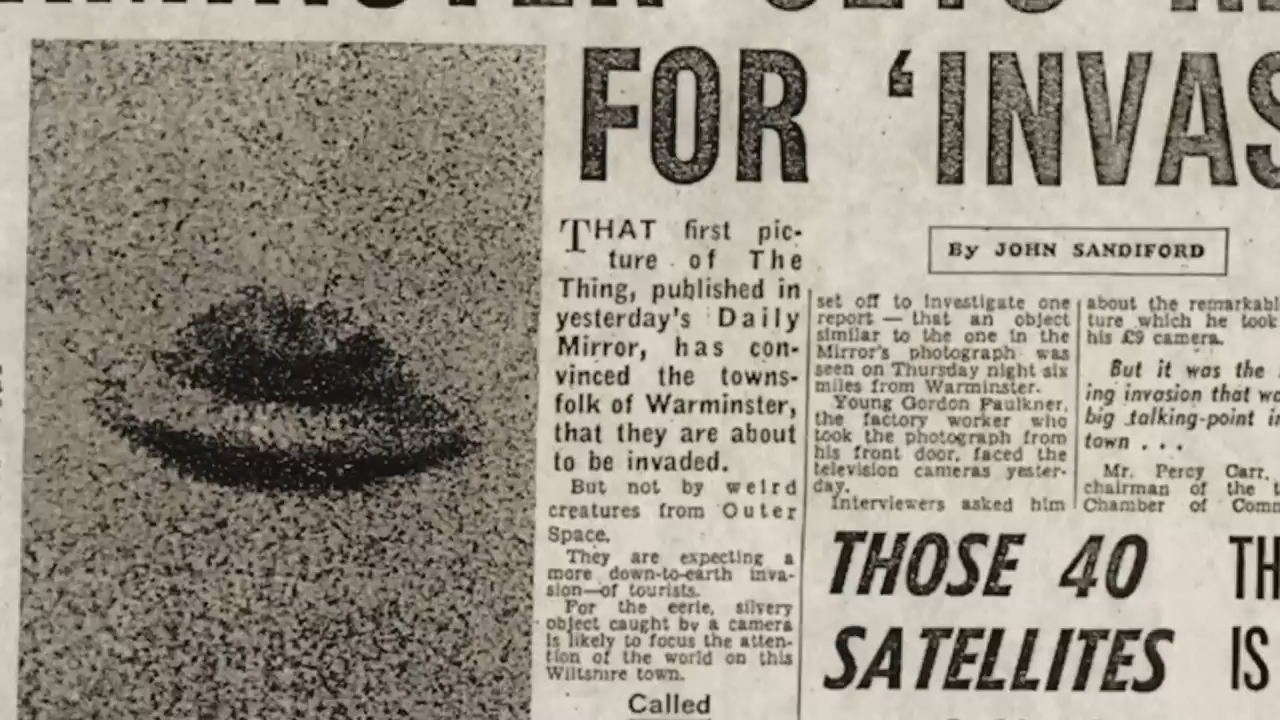 FOR ‘INVAS
THAT first pic-
ture of The
Thing, published in
yesterday's Daily
Mirror, has con-
vinced the towns-
folk of Warminster,
that they are about
to be invaded.
But not by weird
creatures from Outer
Space.
They are expecting a
more down-to-earth inva-
sion—of tourists.
For the eerie, silvery
object caught by a camera
is likely to focus the atten-
tion of the world on this
Wiltshire town.
Called
By JOHN SANDIFORD
set off to investigate one
report — that an object
similar to the one in the
Mirror's photograph was
seen on Thursday night six
miles from Warminster.
Young Gordon Faulkner,
the factory worker who
took the photograph from
his front door, faced the
television cameras yester-
day.
Interviewers asked him
about the remarkabl
ture which he took
his £9 camera.
But it was the
ing invasion that wa
big talking-point in
town . . .
Mr. Percy Carr,
chairman of the
Chamber of Com
THOSE 40
SATELLITES
TH
IS